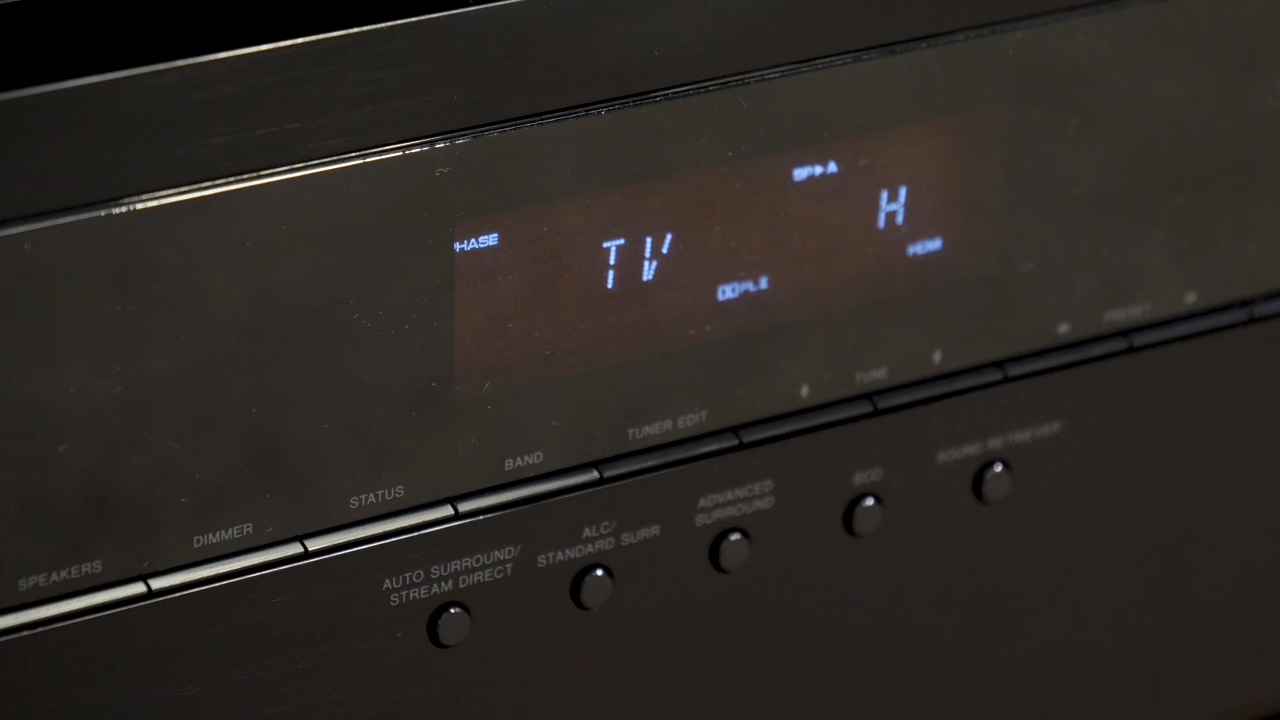 SP►A
H
PHASE
TV
PL II
TUNE
TUNER EDIT
BAND
STATUS
DIMMER
SPEAKERS
SOUND RETRIEVER
ECO
ADVANCED
SURROUND
ALC/
STANDARD SURR
AUTO SURROUND/
STREAM DIRECT
PRESET